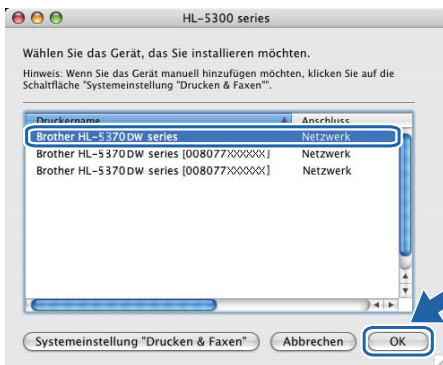 HL-5300 series
Wählen Sie das Gerät, das Sie installieren möchten.
Hinweis: Wenn Sie das Gerät manuell hinzufügen möchten, klicken Sie auf die
Schaltfläche "Systemeinstellung "Drucken & Faxen"".
Druckername Anschluss
Brother HL-5370DW series Netzwerk
Brother HL-5370DW series [008077XXXXXX] Netzwerk
Brother HL-5370DW series [008077XXXXXX] Netzwerk
Systemeinstellung "Drucken & Faxen" Abbrechen OK